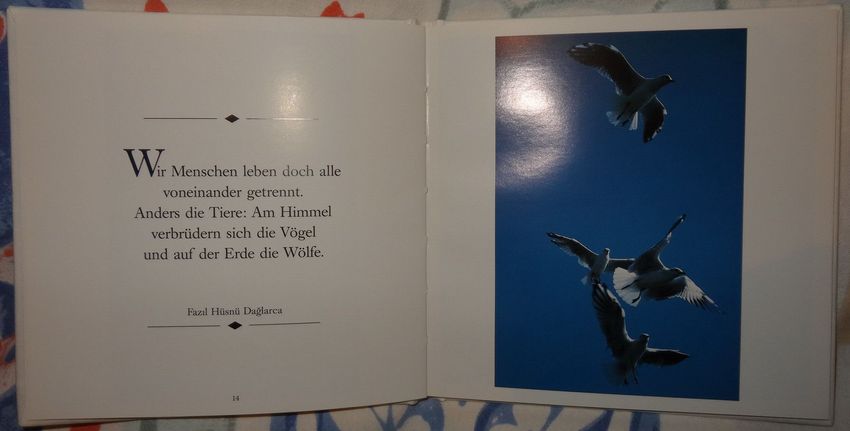 Wir Menschen leben doch alle
voneinander getrennt.
Anders die Tiere: Am Himmel
verbrüdern sich die Vögel
und auf der Erde die Wölfe.
Fazıl Hüsnü Dağlarca
14